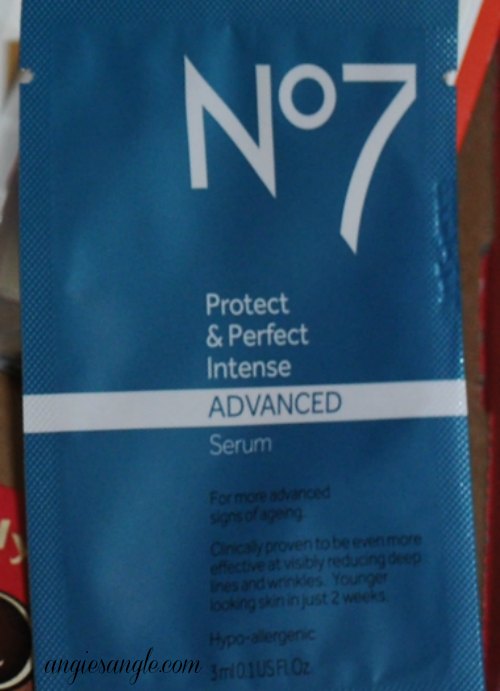 No7
Protect
& Perfect
Intense
ADVANCED
Serum
For more advanced
signs of ageing.
Clinically proven to be even more
effective at visibly reducing deep
lines and wrinkles. Younger
looking skin in just 2 weeks.
Hypo-allergenic
3ml 0.1 US Fl. Oz.
angiesangle.com